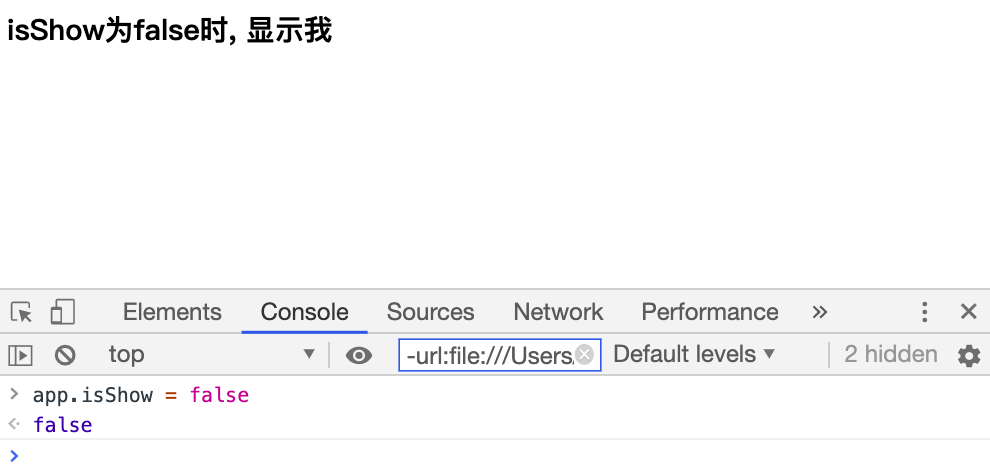 isShow为false时, 显示我
Elements Console Sources Network Performance »
top ▼ -url:file:///Users/ Default levels ▼ 2 hidden
> app.isShow = false
false
>